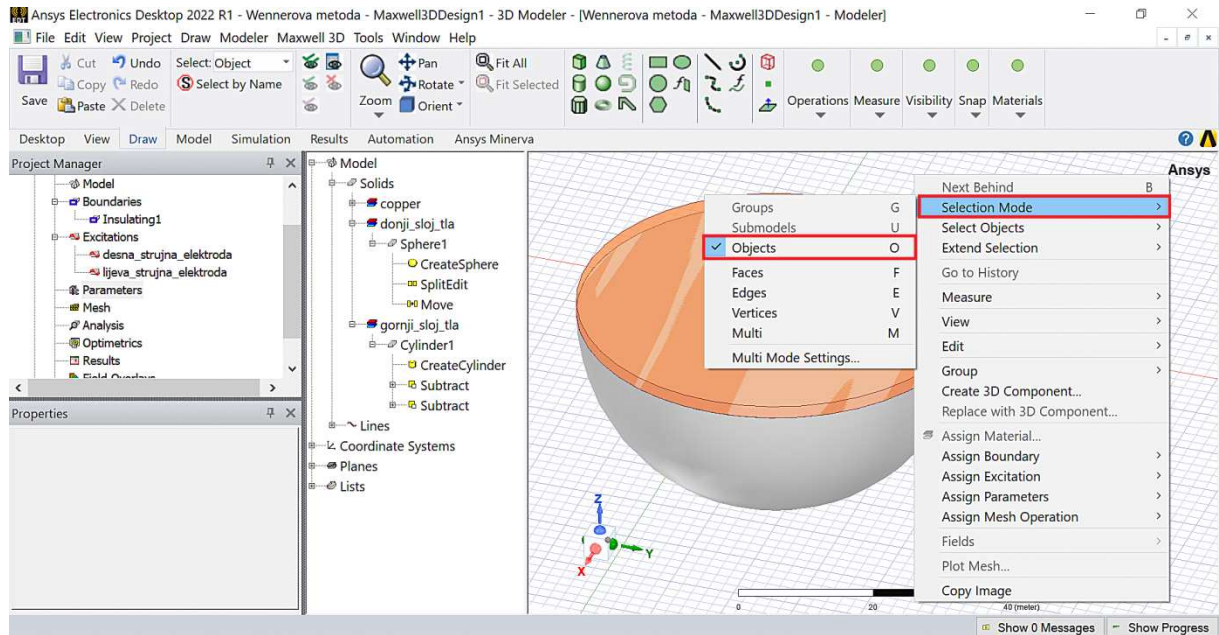 Ansys Electronics Desktop 2022 R1 - Wennerova metoda - Maxwell3DDesign1 - 3D Modeler - [Wennerova metoda - Maxwell3DDesign1 - Modeler]
File Edit View Project Draw Modeler Maxwell 3D Tools Window Help
Save
Cut
Copy
Paste
Undo
Redo
Delete
Select: Object
Select by Name
Zoom
Pan
Rotate
Orient
Fit All
Fit Selected
Operations
Measure
Visibility
Snap
Materials
Desktop View Draw Model Simulation Results Automation Ansys Minerva
Project Manager
Model
Boundaries
Insulating1
Excitations
desna_strujna_elektroda
lijeva_strujna_elektroda
Parameters
Mesh
Analysis
Optimetrics
Results
Field Overlays
Properties
Model
Solids
copper
donji_sloj_tla
Sphere1
CreateSphere
SplitEdit
Move
gornji_sloj_tla
Cylinder1
CreateCylinder
Subtract
Subtract
Lines
Coordinate Systems
Planes
Lists
Ansys
Groups G
Submodels U
Objects O
Faces F
Edges E
Vertices V
Multi M
Multi Mode Settings...
Next Behind B
Selection Mode
Select Objects
Extend Selection
Go to History
Measure
View
Edit
Group
Create 3D Component...
Replace with 3D Component...
Assign Material...
Assign Boundary
Assign Excitation
Assign Parameters
Assign Mesh Operation
Fields
Plot Mesh...
Copy Image
Z
Y
X
0 20 40 (meter)
Show 0 Messages
Show Progress